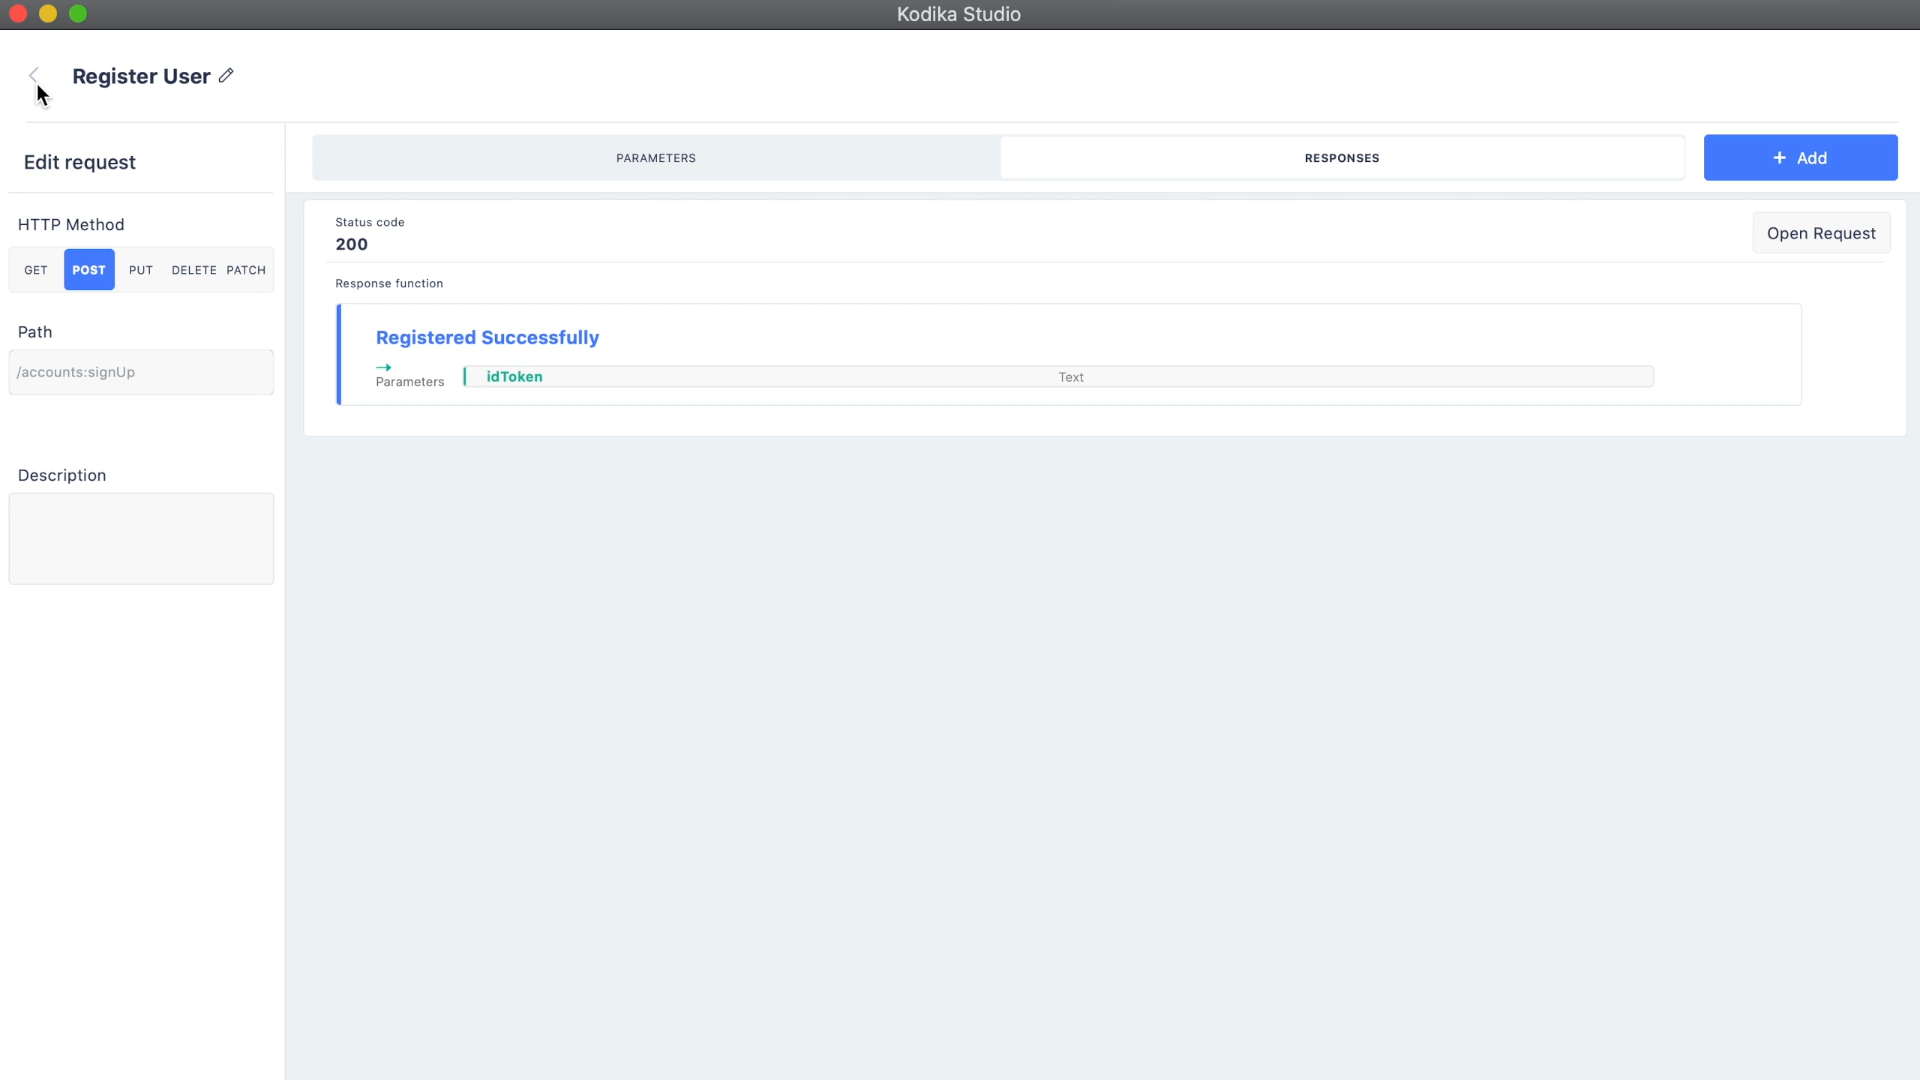 Kodika Studio
Register User
Edit request
PARAMETERS
RESPONSES
+ Add
HTTP Method
GET POST PUT DELETE PATCH
Path
/accounts:signUp
Description
Status code
200
Open Request
Response function
Registered Successfully
Parameters
idToken
Text